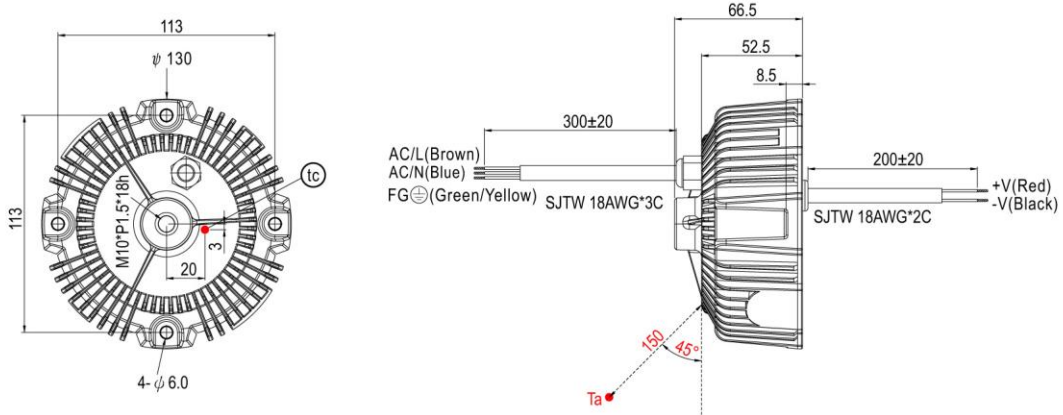 113
ψ 130
113
M10*P1.5*18h
tc
3
20
4- ψ 6.0
66.5
52.5
8.5
300±20
AC/L(Brown)
AC/N(Blue)
FG⏚(Green/Yellow)
SJTW 18AWG*3C
200±20
+V(Red)
-V(Black)
SJTW 18AWG*2C
150
45°
Ta